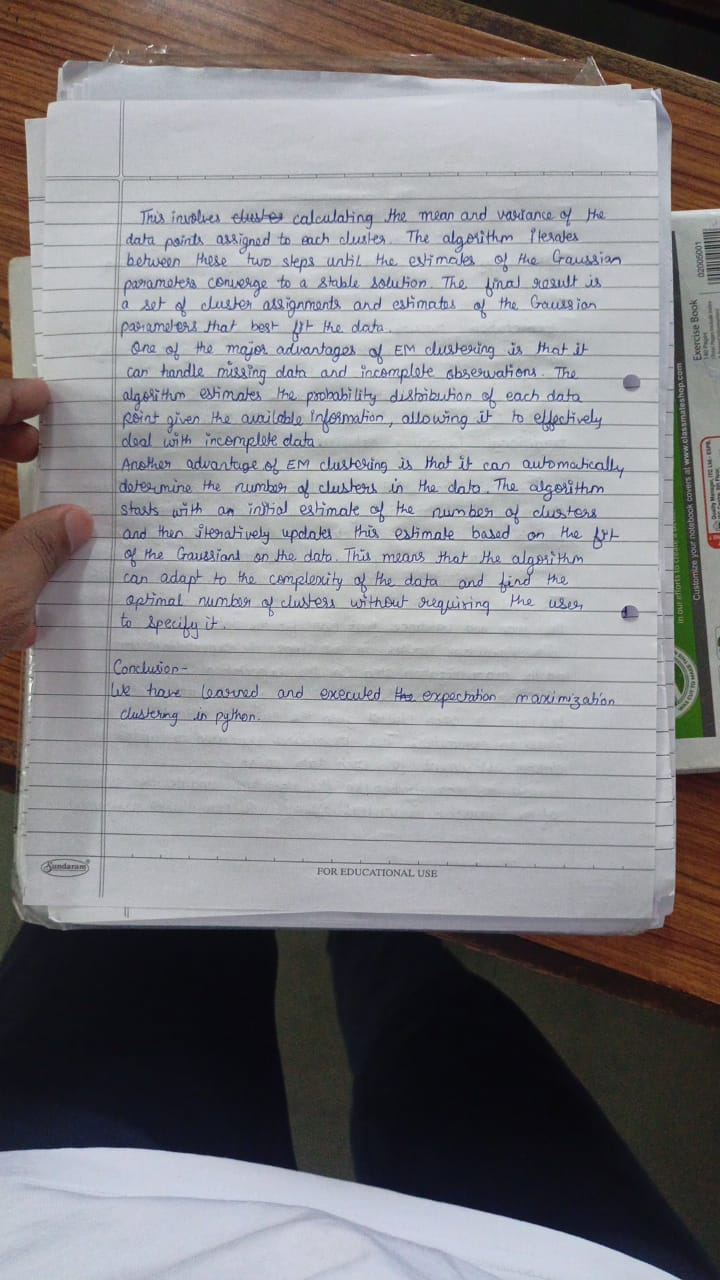 This involves cluste calculating the mean and variance of the
data points assigned to each cluster. The algorithm iterates
between these two steps until the estimates of the Gaussian
parameters converge to a stable solution. The final result is
a set of cluster assignments and estimates of the Gaussian
parameters that best fit the data.
One of the major advantages of EM clustering is that it
can handle missing data and incomplete observations. The
algorithm estimates the probability distribution of each data
point given the available information, allowing it to effectively
deal with incomplete data.
Another advantage of EM clustering is that it can automatically
determine the number of clusters in the data. The algorithm
starts with an initial estimate of the number of clusters
and then iteratively updates this estimate based on the fit
of the Gaussians on the data. This means that the algorithm
can adapt to the complexity of the data and find the
optimal number of clusters without requiring the user
to specify it.
Conclusion-
We have learned and executed the expectation maximization
clustering in python.
Sundaram
FOR EDUCATIONAL USE
02005001
Exercise Book
Customize your notebook covers at www.classmateshop.com
In our efforts to create a